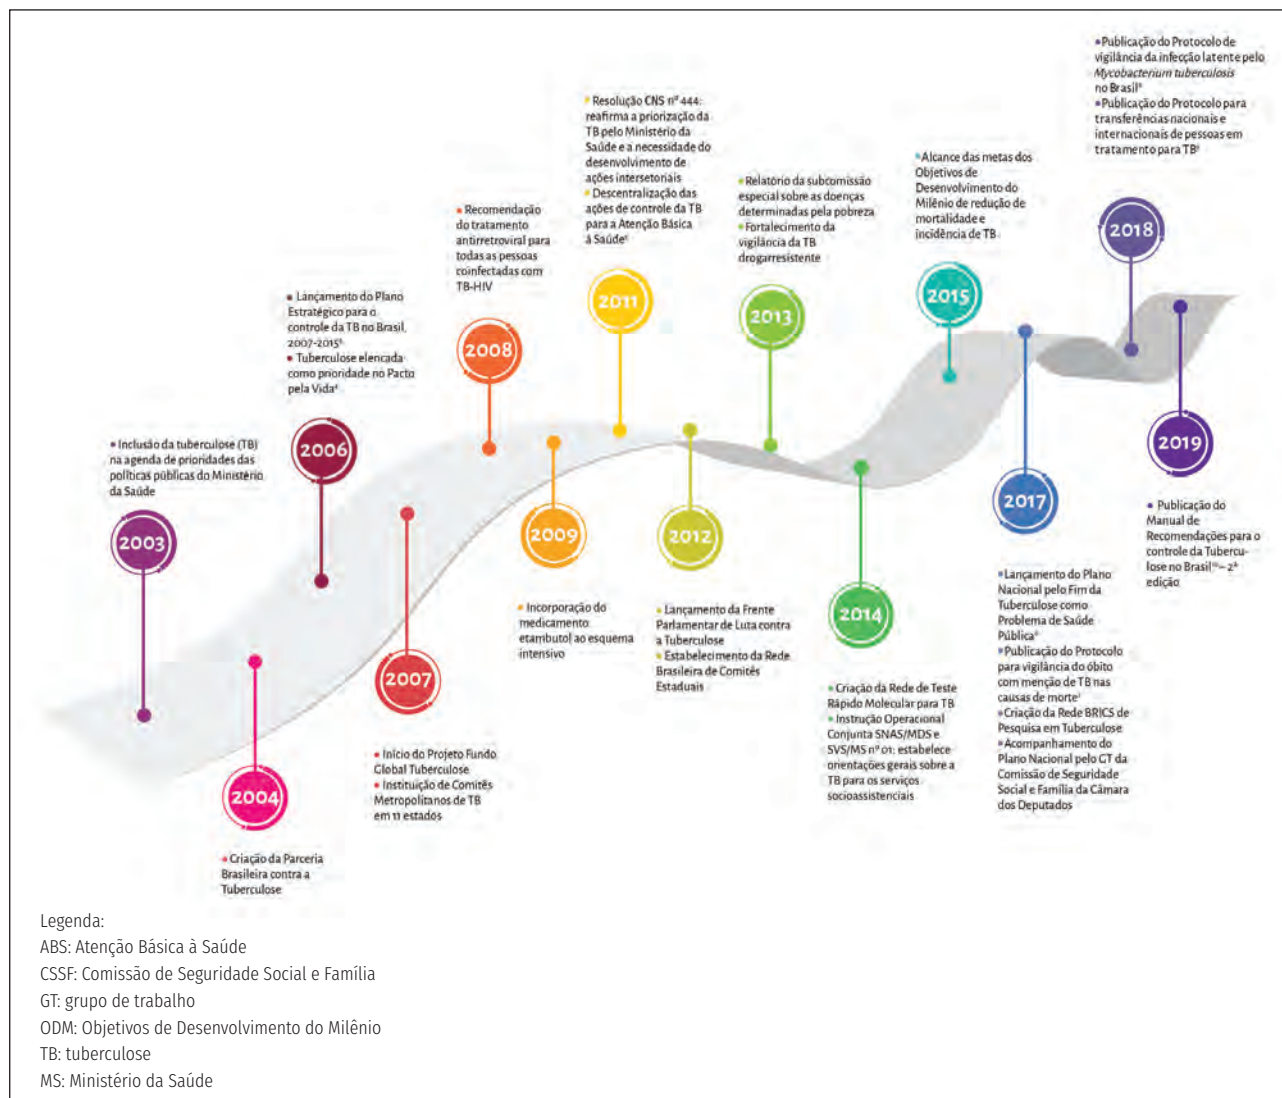 • Inclusão da tuberculose (TB)
na agenda de prioridades das
políticas públicas do Ministério
da Saúde
2003
2004
• Criação da Parceria
Brasileira contra a
Tuberculose
• Lançamento do Plano
Estratégico para o
controle da TB no Brasil,
2007-2015
• Tuberculose elencada
como prioridade no Pacto
pela Vida
2006
2007
• Início do Projeto Fundo
Global Tuberculose
• Instituição de Comitês
Metropolitanos de TB
em 11 estados
• Recomendação
do tratamento
antirretroviral para
todas as pessoas
coinfectadas com
TB-HIV
2008
2009
• Incorporação do
medicamento
etambutol ao esquema
intensivo
• Resolução CNS nº 444:
reafirma a priorização da
TB pelo Ministério da
Saúde e a necessidade do
desenvolvimento de
ações intersetoriais
• Descentralização das
ações de controle da TB
para a Atenção Básica
à Saúde
2011
2012
• Lançamento da Frente
Parlamentar de Luta contra
a Tuberculose
• Estabelecimento da Rede
Brasileira de Comitês
Estaduais
• Relatório da subcomissão
especial sobre as doenças
determinadas pela pobreza
• Fortalecimento da
vigilância da TB
drogarresistente
2013
2014
• Criação da Rede de Teste
Rápido Molecular para TB
• Instrução Operacional
Conjunta SNAS/MDS e
SVS/MS nº 01: estabelece
orientações gerais sobre a
TB para os serviços
socioassistenciais
• Alcance das metas dos
Objetivos de
Desenvolvimento do
Milênio de redução de
mortalidade e
incidência de TB
2015
2017
• Lançamento do Plano
Nacional pelo Fim da
Tuberculose como
Problema de Saúde
Pública
• Publicação do Protocolo
para vigilância do óbito
com menção de TB nas
causas de morte
• Criação da Rede BRICS de
Pesquisa em Tuberculose
• Acompanhamento do
Plano Nacional pelo GT da
Comissão de Seguridade
Social e Família da Câmara
dos Deputados
• Publicação do Protocolo de
vigilância da infecção latente pelo
Mycobacterium tuberculosis
no Brasil
• Publicação do Protocolo para
transferências nacionais e
internacionais de pessoas em
tratamento para TB
2018
2019
• Publicação do
Manual de
Recomendações para o
controle da Tubercu-
lose no Brasil¹⁰ – 2ª
edição
Legenda:
ABS: Atenção Básica à Saúde
CSSF: Comissão de Seguridade Social e Família
GT: grupo de trabalho
ODM: Objetivos de Desenvolvimento do Milênio
TB: tuberculose
MS: Ministério da Saúde